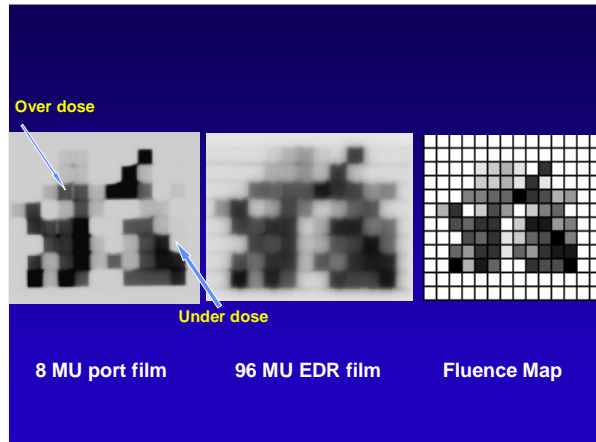 Over dose
Under dose
8 MU port film
96 MU EDR film
Fluence Map